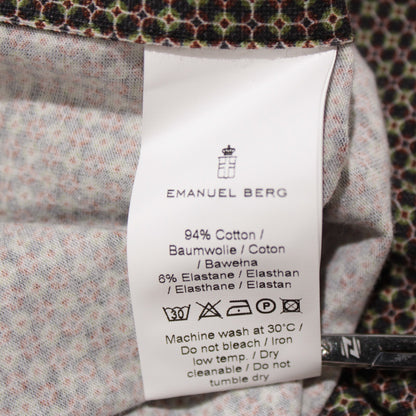 EMANUEL BERG
94% Cotton /
Baumwolle / Coton
/ Bawełna
6% Elastane / Elasthan
/ Elasthane / Elastan
30 P
Machine wash at 30°C /
Do not bleach / Iron
low temp. / Dry
cleanable / Do not
tumble dry